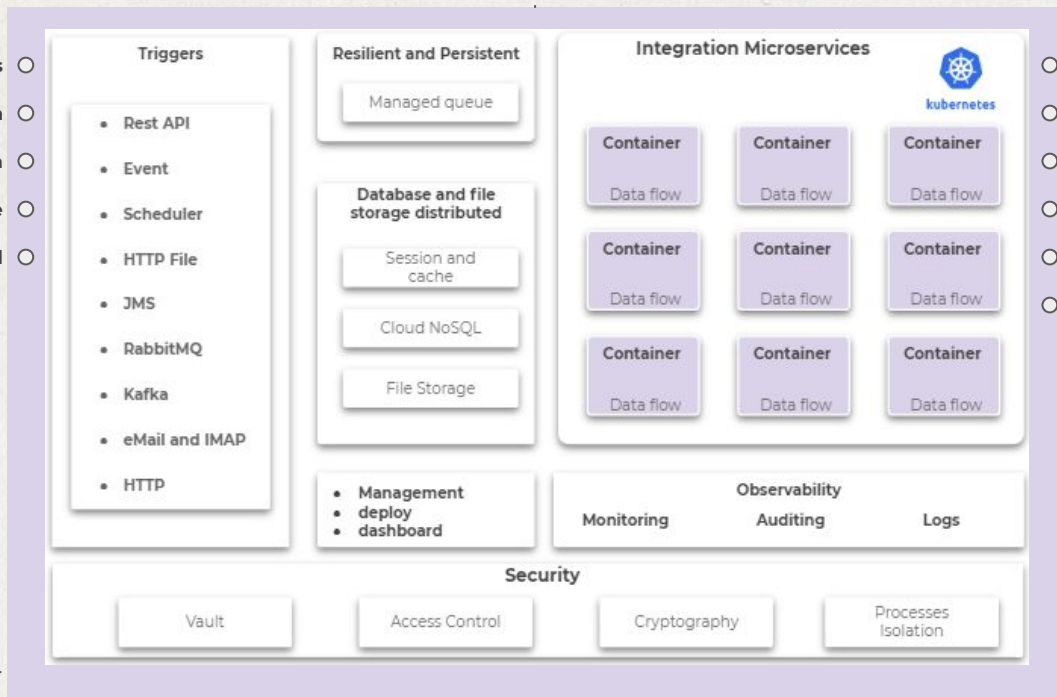 Triggers
• Rest API
• Event
• Scheduler
• HTTP File
• JMS
• RabbitMQ
• Kafka
• eMail and IMAP
• HTTP
Resilient and Persistent
Managed queue
Database and file
storage distributed
Session and
cache
Cloud NoSQL
File Storage
• Management
• deploy
• dashboard
Integration Microservices
kubernetes
Container Container Container
Data flow Data flow Data flow
Container Container Container
Data flow Data flow Data flow
Container Container Container
Data flow Data flow Data flow
Observability
Monitoring Auditing Logs
Security
Vault
Access Control
Cryptography
Processes
Isolation